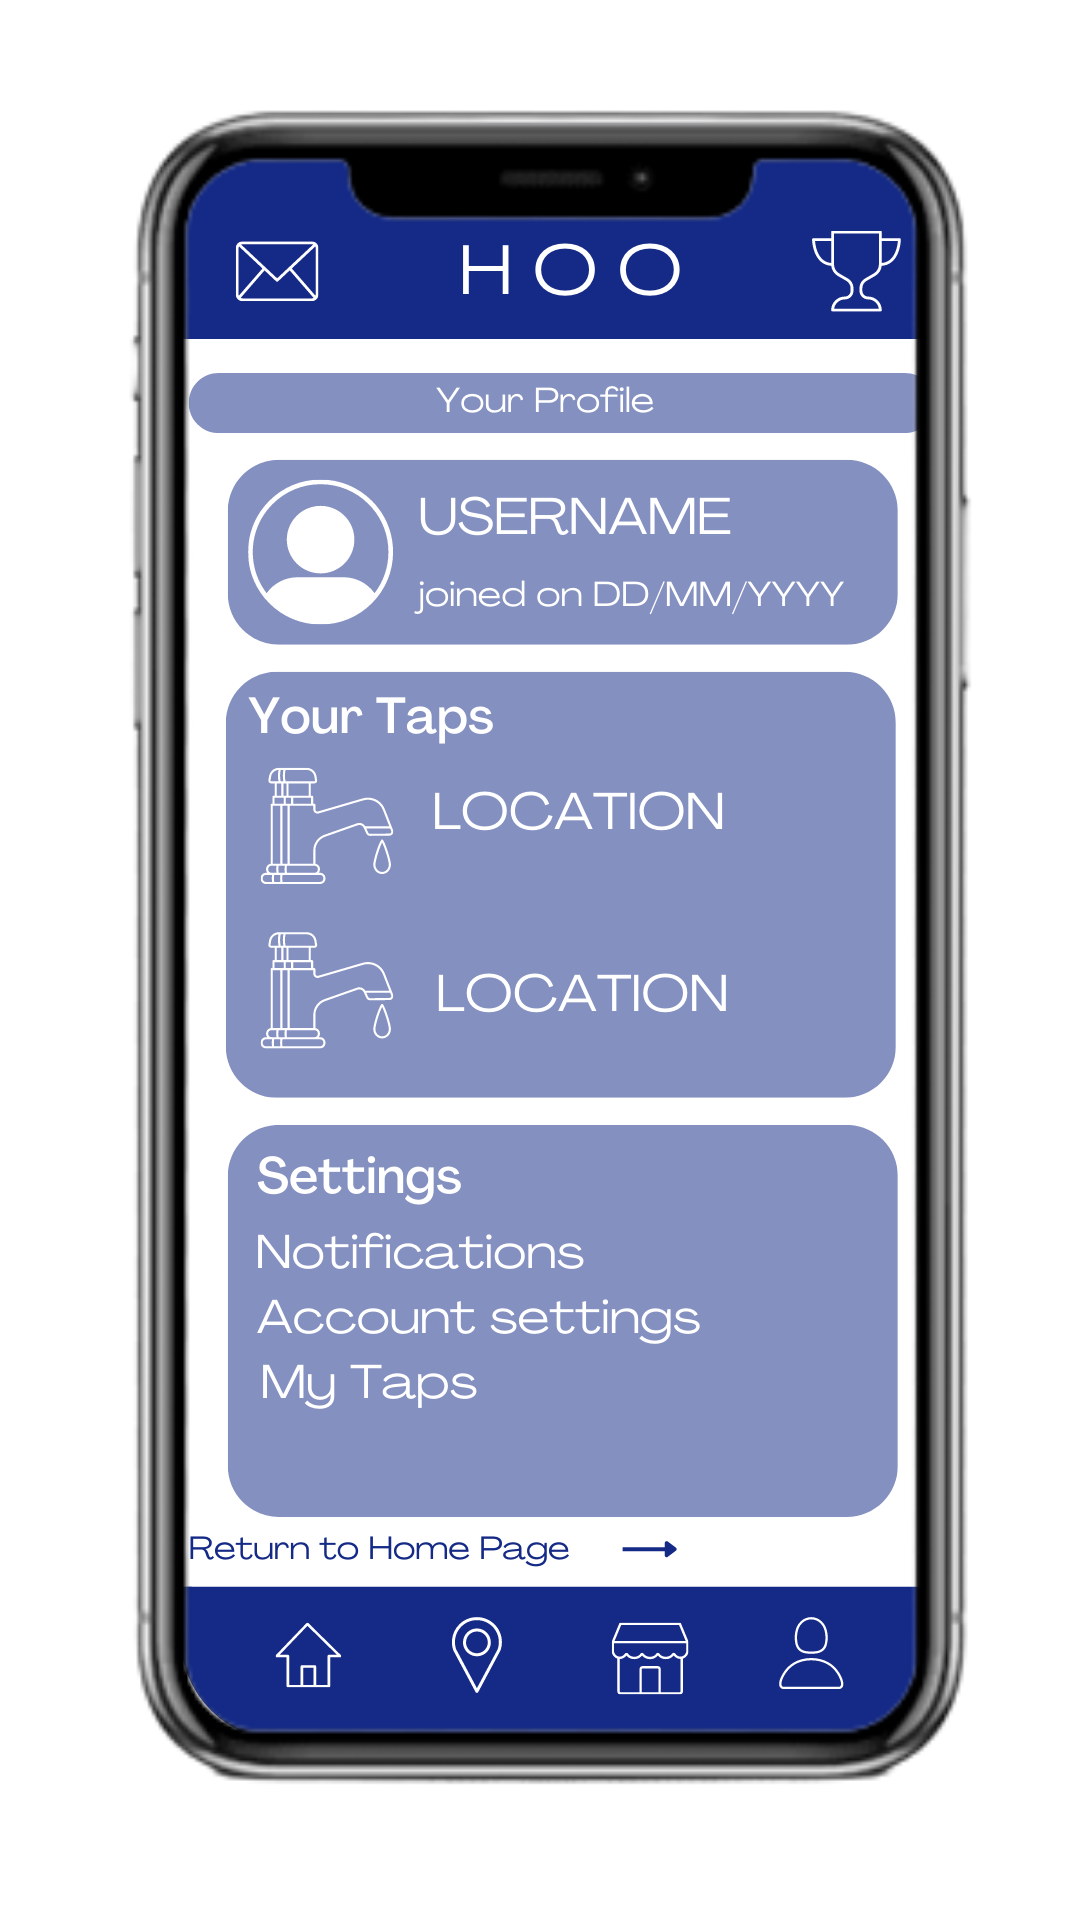 HOO
Your Profile
USERNAME
joined on DD/MM/YYYY
Your Taps
LOCATION
LOCATION
Settings
Notifications
Account settings
My Taps
Return to Home Page